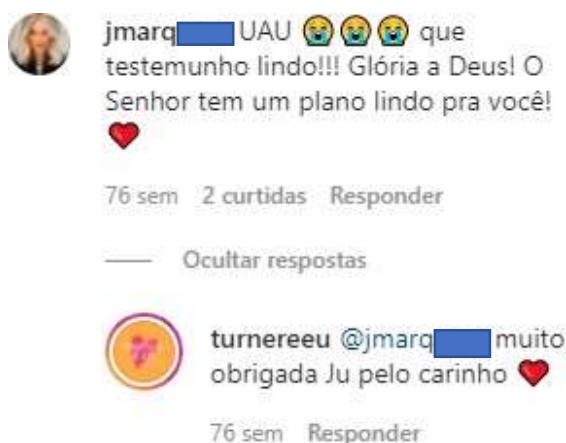 jmarq UAU 😭😭😭 que
testemunho lindo!!! Glória a Deus! O
Senhor tem um plano lindo pra você!
❤️
76 sem 2 curtidas Responder
Ocultar respostas
turnereeu @jmarq muito
obrigada Ju pelo carinho ❤️
76 sem Responder